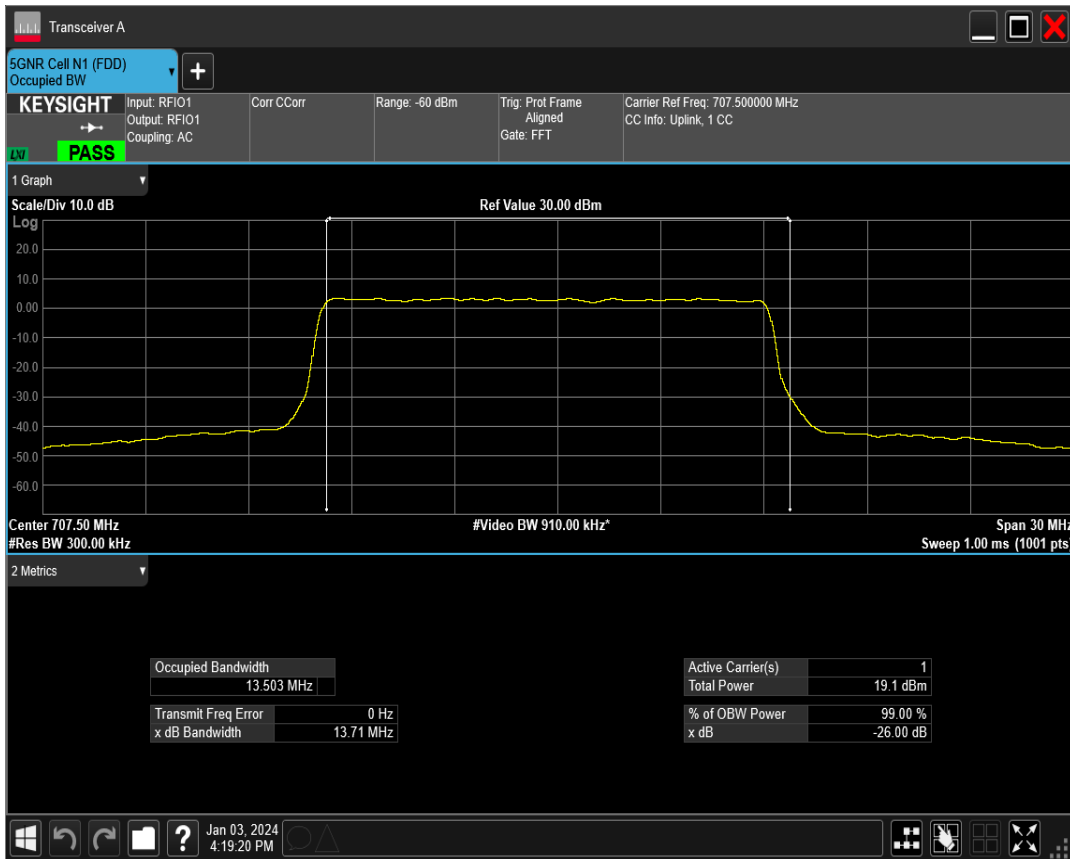 Transceiver A
5GNR Cell N1 (FDD)
Occupied BW
+
KEYSIGHT
LXI
PASS
Input: RFIO1
Output: RFIO1
Coupling: AC
Corr CCorr
Range: -60 dBm
Trig: Prot Frame
Aligned
Gate: FFT
Carrier Ref Freq: 707.500000 MHz
CC Info: Uplink, 1 CC
1 Graph
Scale/Div 10.0 dB
Ref Value 30.00 dBm
Log
20.0
10.0
0.00
-10.0
-20.0
-30.0
-40.0
-50.0
-60.0
Center 707.50 MHz
#Video BW 910.00 kHz*
Span 30 MHz
#Res BW 300.00 kHz
Sweep 1.00 ms (1001 pts)
2 Metrics
Occupied Bandwidth
13.503 MHz
Transmit Freq Error 0 Hz
x dB Bandwidth 13.71 MHz
Active Carrier(s) 1
Total Power 19.1 dBm
% of OBW Power 99.00 %
x dB -26.00 dB
?
Jan 03, 2024
4:19:20 PM